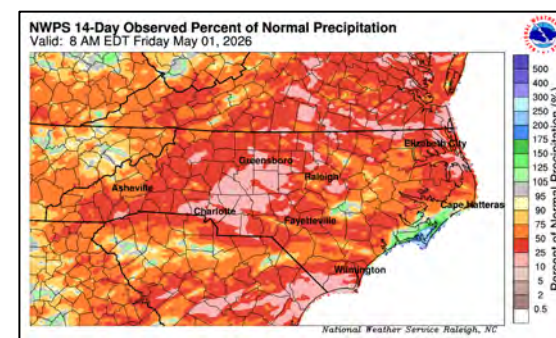 NWPS 14-Day Observed Percent of Normal Precipitation
Valid: 8 AM EDT Friday May 01, 2026
Elizabeth City
Greensboro
Raleigh
Asheville
Cape Hatteras
Charlotte
Fayetteville
Wilmington
National Weather Service Raleigh, NC
500
400
300
250
200
175
150
125
105
95
90
75
50
25
10
5
2
0.5
Percent of Normal Precipitation (%)